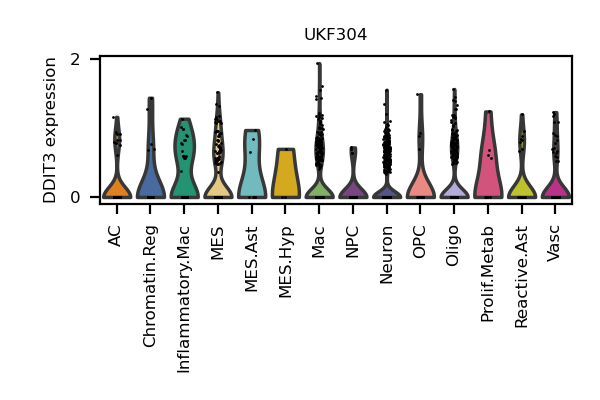 UKF304
DDIT3 expression
2
0
AC
Chromatin.Reg
Inflammatory.Mac
MES
MES.Ast
MES.Hyp
Mac
NPC
Neuron
OPC
Oligo
Prolif.Metab
Reactive.Ast
Vasc